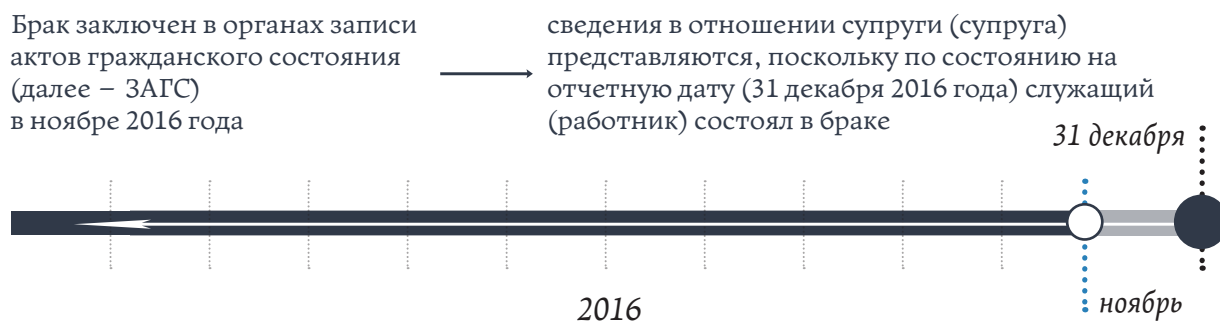 Брак заключен в органах записи
актов гражданского состояния
(далее – ЗАГС)
в ноябре 2016 года
сведения в отношении супруги (супруга)
представляются, поскольку по состоянию на
отчетную дату (31 декабря 2016 года) служащий
(работник) состоял в браке
31 декабря
2016
ноябрь